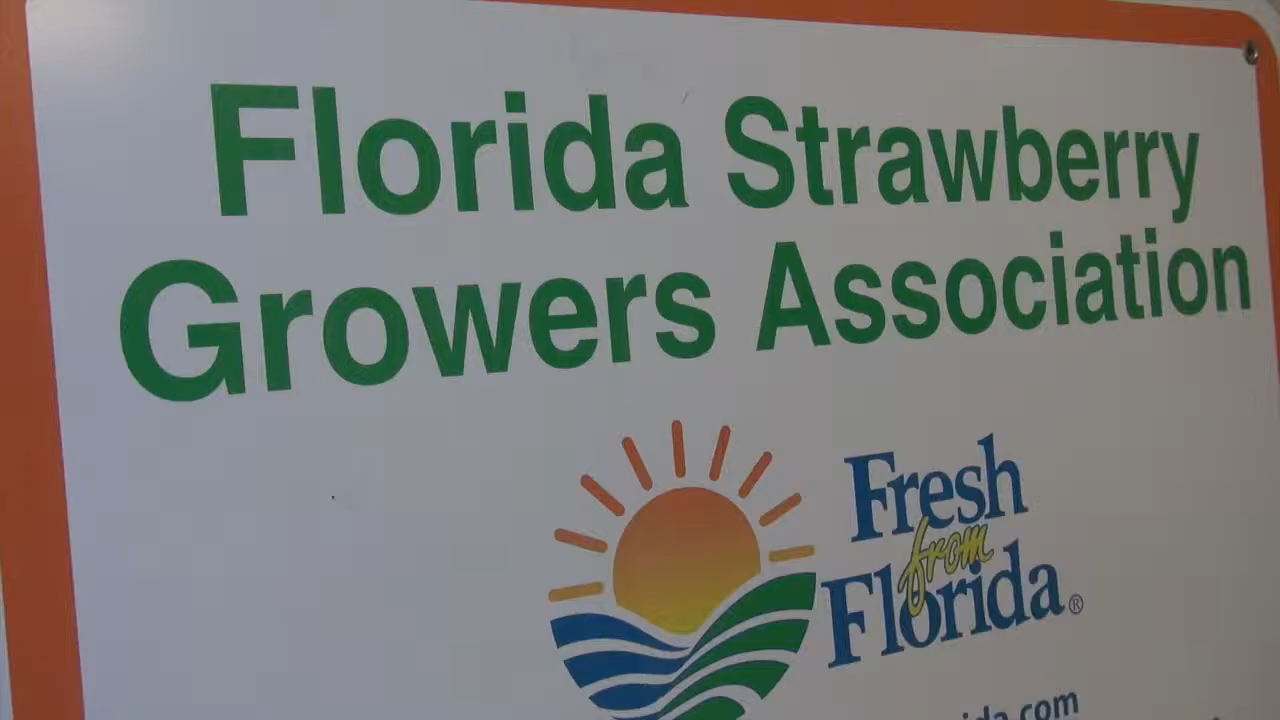 Florida Strawberry
Growers Association
Fresh
from
Florida®